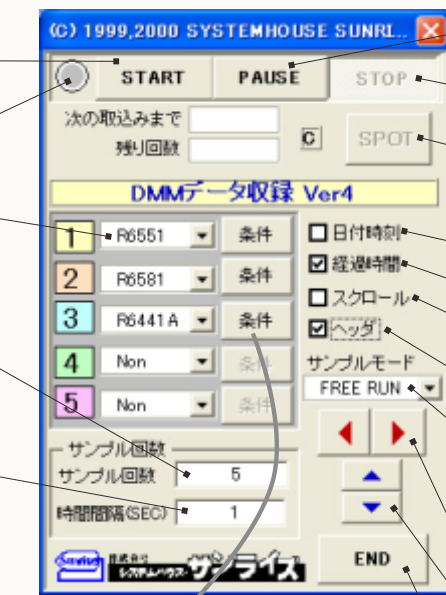 (C) 1999,2000 SYSTEMHOUSE SUNRI...
START PAUSE STOP
次の取込みまで
残り回数
C
SPOT
DMMデータ収録 Ver4
1 R6551 条件
2 R6581 条件
3 R6441A 条件
4 Non 条件
5 Non 条件
日付時刻
経過時間
スクロール
ヘッダ
サンプルモード
FREE RUN
サンプル回数
サンプル回数 5
時間間隔(SEC) 1
Sunrise 株式会社 システムハウス サンライズ
END